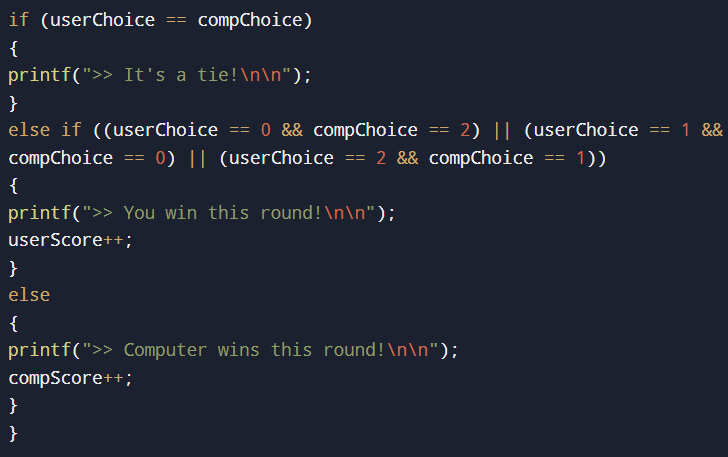 if (userChoice == compChoice)
{
printf(">> It's a tie!\n\n");
}
else if ((userChoice == 0 && compChoice == 2) || (userChoice == 1 &&
compChoice == 0) || (userChoice == 2 && compChoice == 1))
{
printf(">> You win this round!\n\n");
userScore++;
}
else
{
printf(">> Computer wins this round!\n\n");
compScore++;
}
}